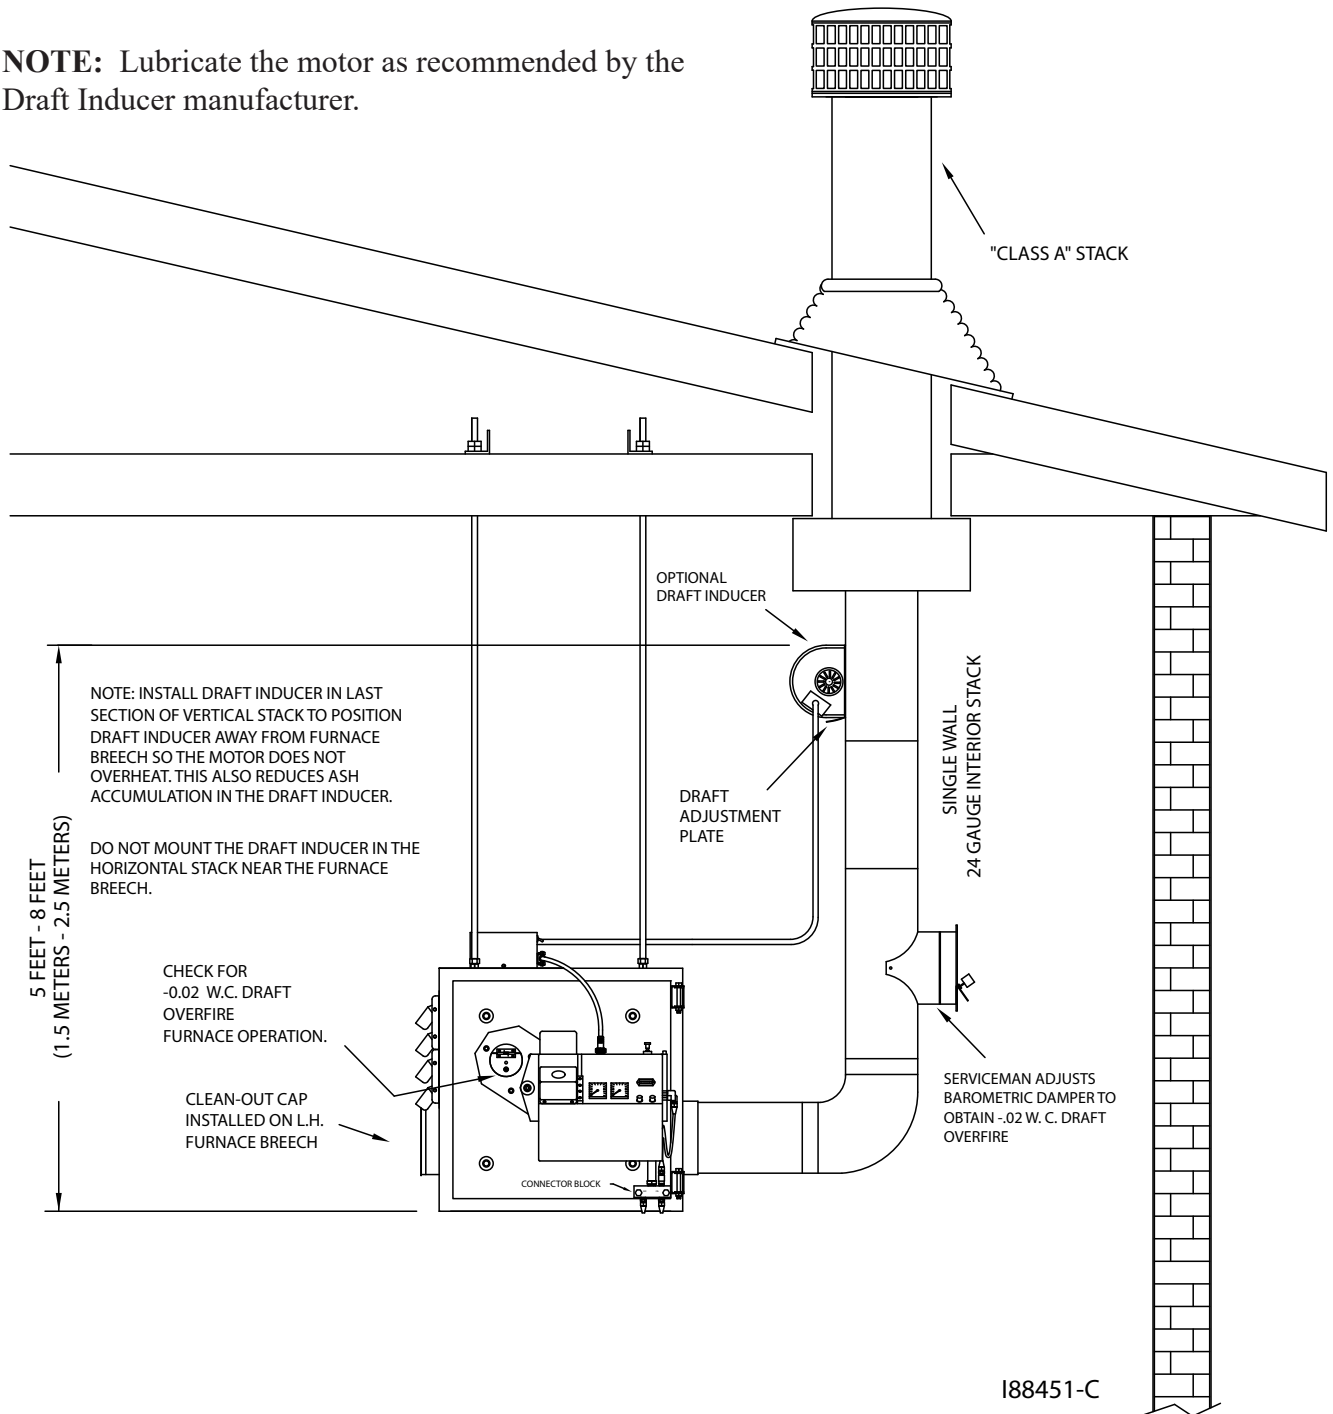 NOTE: Lubricate the motor as recommended by the
Draft Inducer manufacturer.
"CLASS A" STACK
OPTIONAL
DRAFT INDUCER
NOTE: INSTALL DRAFT INDUCER IN LAST
SECTION OF VERTICAL STACK TO POSITION
DRAFT INDUCER AWAY FROM FURNACE
BREECH SO THE MOTOR DOES NOT
OVERHEAT. THIS ALSO REDUCES ASH
ACCUMULATION IN THE DRAFT INDUCER.
DO NOT MOUNT THE DRAFT INDUCER IN THE
HORIZONTAL STACK NEAR THE FURNACE
BREECH.
5 FEET - 8 FEET
(1.5 METERS - 2.5 METERS)
DRAFT
ADJUSTMENT
PLATE
SINGLE WALL
24 GAUGE INTERIOR STACK
CHECK FOR
-0.02 W.C. DRAFT
OVERFIRE
FURNACE OPERATION.
CLEAN-OUT CAP
INSTALLED ON L.H.
FURNACE BREECH
CONNECTOR BLOCK
SERVICEMAN ADJUSTS
BAROMETRIC DAMPER TO
OBTAIN -.02 W. C. DRAFT
OVERFIRE
I88451-C